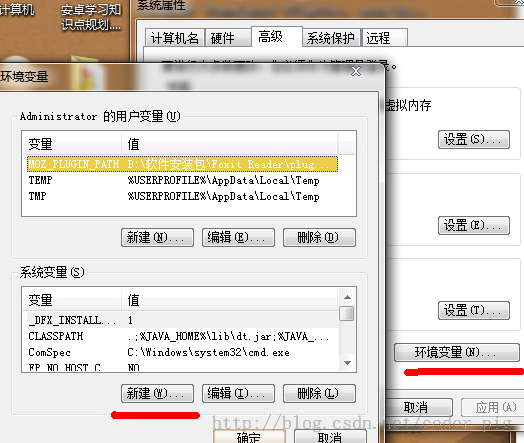 计算机
安卓学习知
识点规划....
系统属性
计算机名
硬件
高级
系统保护
远程
虚拟内存
设置(S)...
设置(E)...
设置(T)...
环境变量(N)...
取消
应用(A)
环境变量
Administrator 的用户变量(U)
变量 值
MOZ_PLUGIN_PATH D:\软件安装包\Foxit Reader\plug...
TEMP %USERPROFILE%\AppData\Local\Temp
TMP %USERPROFILE%\AppData\Local\Temp
新建(N)...
编辑(E)...
删除(D)
系统变量(S)
变量 值
_DFX_INSTALL... 1
CLASSPATH .;%JAVA_HOME%\lib\dt.jar;%JAVA_...
ComSpec C:\Windows\system32\cmd.exe
FP_NO_HOST_C... NO
新建(W)...
编辑(I)...
删除(L)
确定
取消
http://blog.csdn.net/coder_pig